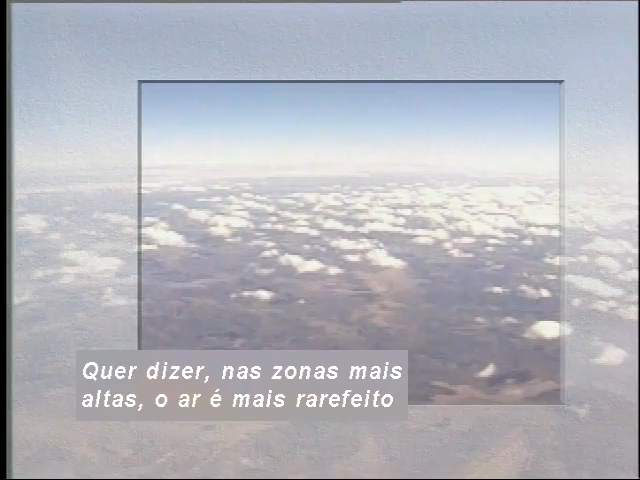 Quer dizer, nas zonas mais
altas, o ar é mais rarefeito